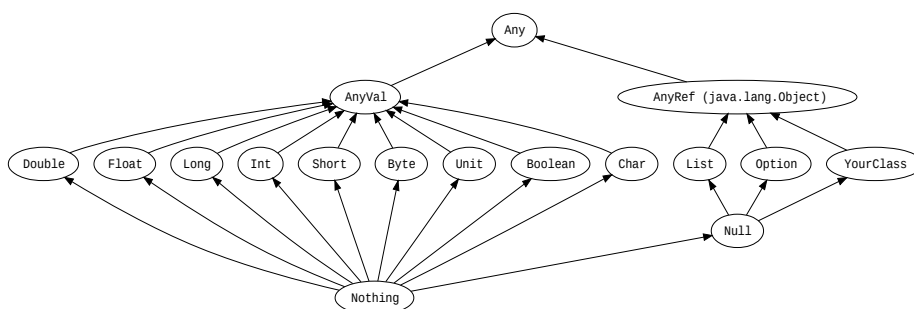 Any
AnyVal
AnyRef (java.lang.Object)
Double
Float
Long
Int
Short
Byte
Unit
Boolean
Char
List
Option
YourClass
Null
Nothing